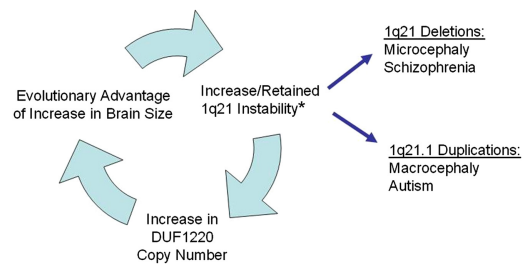 1q21 Deletions:
Microcephaly
Schizophrenia
Evolutionary Advantage
of Increase in Brain Size
Increase/Retained
1q21 Instability*
1q21.1 Duplications:
Macrocephaly
Autism
Increase in
DUF1220
Copy Number